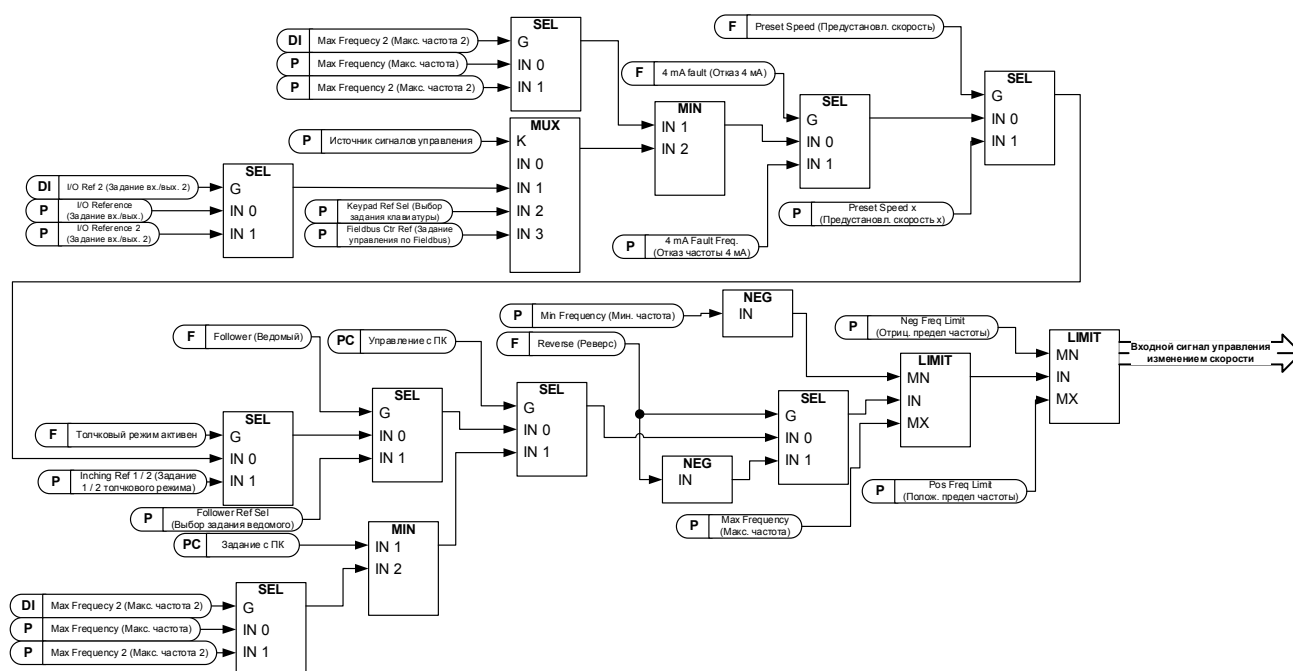 SEL
DI Max Frequecy 2 (Макс. частота 2)
G
P Max Frequency (Макс. частота)
IN 0
P Max Frequency 2 (Макс. частота 2)
IN 1
MUX
P Источник сигналов управления
K
IN 0
IN 1
P Keypad Ref Sel (Выбор
задания клавиатуры)
IN 2
P Fieldbus Ctr Ref (Задание
управления по Fieldbus)
IN 3
SEL
DI I/O Ref 2 (Задание вх./вых. 2)
G
P I/O Reference
(Задание вх./вых.)
IN 0
P I/O Reference 2
(Задание вх./вых. 2)
IN 1
MIN
IN 1
IN 2
F 4 mA fault (Отказ 4 мА)
SEL
G
IN 0
IN 1
P 4 mA Fault Freq.
(Отказ частоты 4 мА)
F Preset Speed (Предустановл. скорость)
SEL
G
IN 0
IN 1
P Preset Speed x
(Предустановл. скорость x)
F Follower (Ведомый)
PC Управление с ПК
P Min Frequency (Мин. частота)
F Reverse (Реверс)
NEG
IN
P Neg Freq Limit
(Отриц. предел частоты)
LIMIT
MN
IN
MX
Входной сигнал управления
изменением скорости
LIMIT
MN
IN
MX
SEL
G
IN 0
IN 1
SEL
G
IN 0
IN 1
SEL
G
IN 0
IN 1
SEL
F Толчковый режим активен
G
IN 0
P Inching Ref 1 / 2 (Задание
1 / 2 толчкового режима)
IN 1
NEG
IN
P Pos Freq Limit
(Полож. предел частоты)
P Follower Ref Sel
(Выбор задания ведомого)
P Max Frequency
(Макс. частота)
MIN
PC Задание с ПК
IN 1
IN 2
SEL
DI Max Frequecy 2 (Макс. частота 2)
G
P Max Frequency (Макс. частота)
IN 0
P Max Frequency 2 (Макс. частота 2)
IN 1